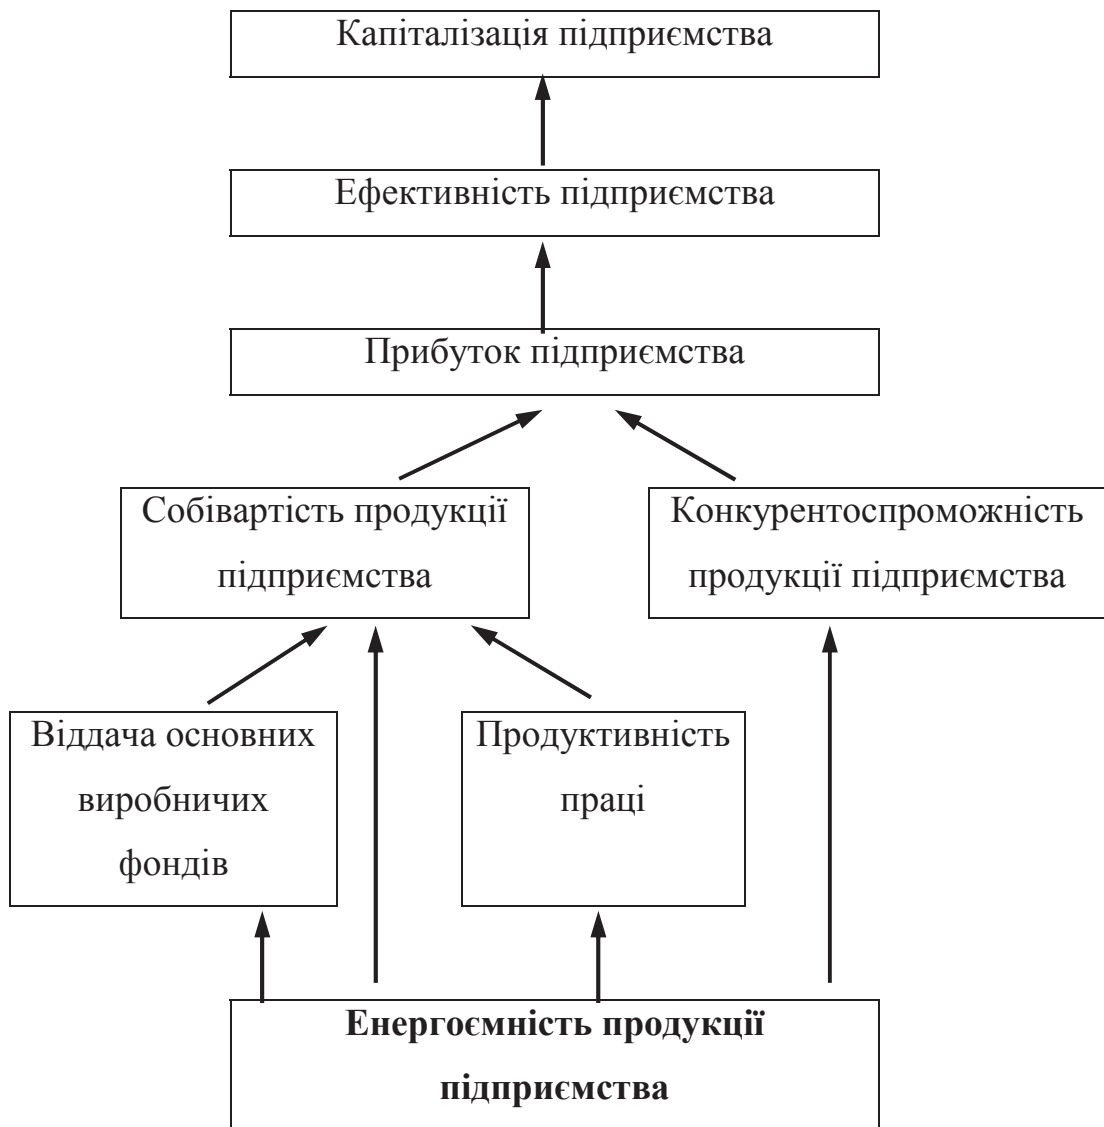 Капіталізація підприємства
Ефективність підприємства
Прибуток підприємства
Собівартість продукції
підприємства
Конкурентоспроможність
продукції підприємства
Віддача основних
виробничих
фондів
Продуктивність
праці
Енергоємність продукції
підприємства